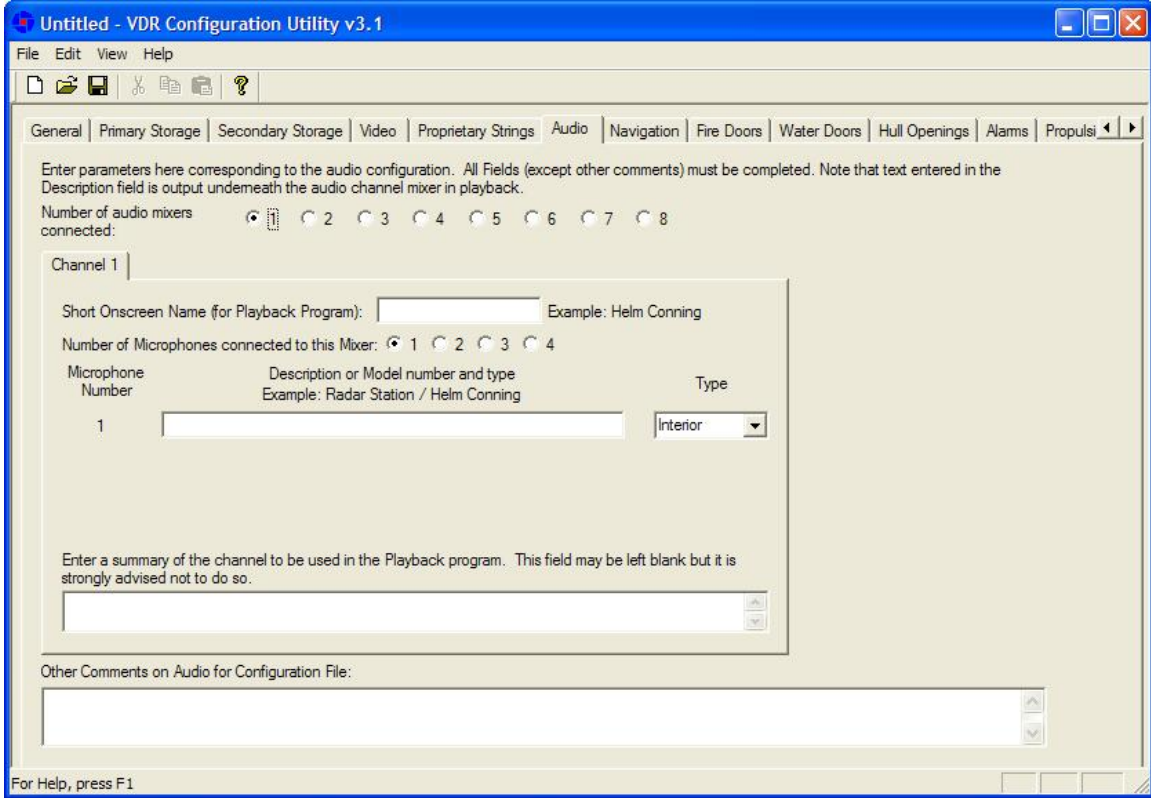 Untitled - VDR Configuration Utility v3.1
File Edit View Help
General Primary Storage Secondary Storage Video Proprietary Strings Audio Navigation Fire Doors Water Doors Hull Openings Alarms Propulsi
Enter parameters here corresponding to the audio configuration. All Fields (except other comments) must be completed. Note that text entered in the
Description field is output underneath the audio channel mixer in playback.
Number of audio mixers
connected:
1 2 3 4 5 6 7 8
Channel 1
Short Onscreen Name (for Playback Program): Example: Helm Conning
Number of Microphones connected to this Mixer: 1 2 3 4
Microphone
Number
Description or Model number and type
Example: Radar Station / Helm Conning
Type
1 Interior
Enter a summary of the channel to be used in the Playback program. This field may be left blank but it is
strongly advised not to do so.
Other Comments on Audio for Configuration File:
For Help, press F1